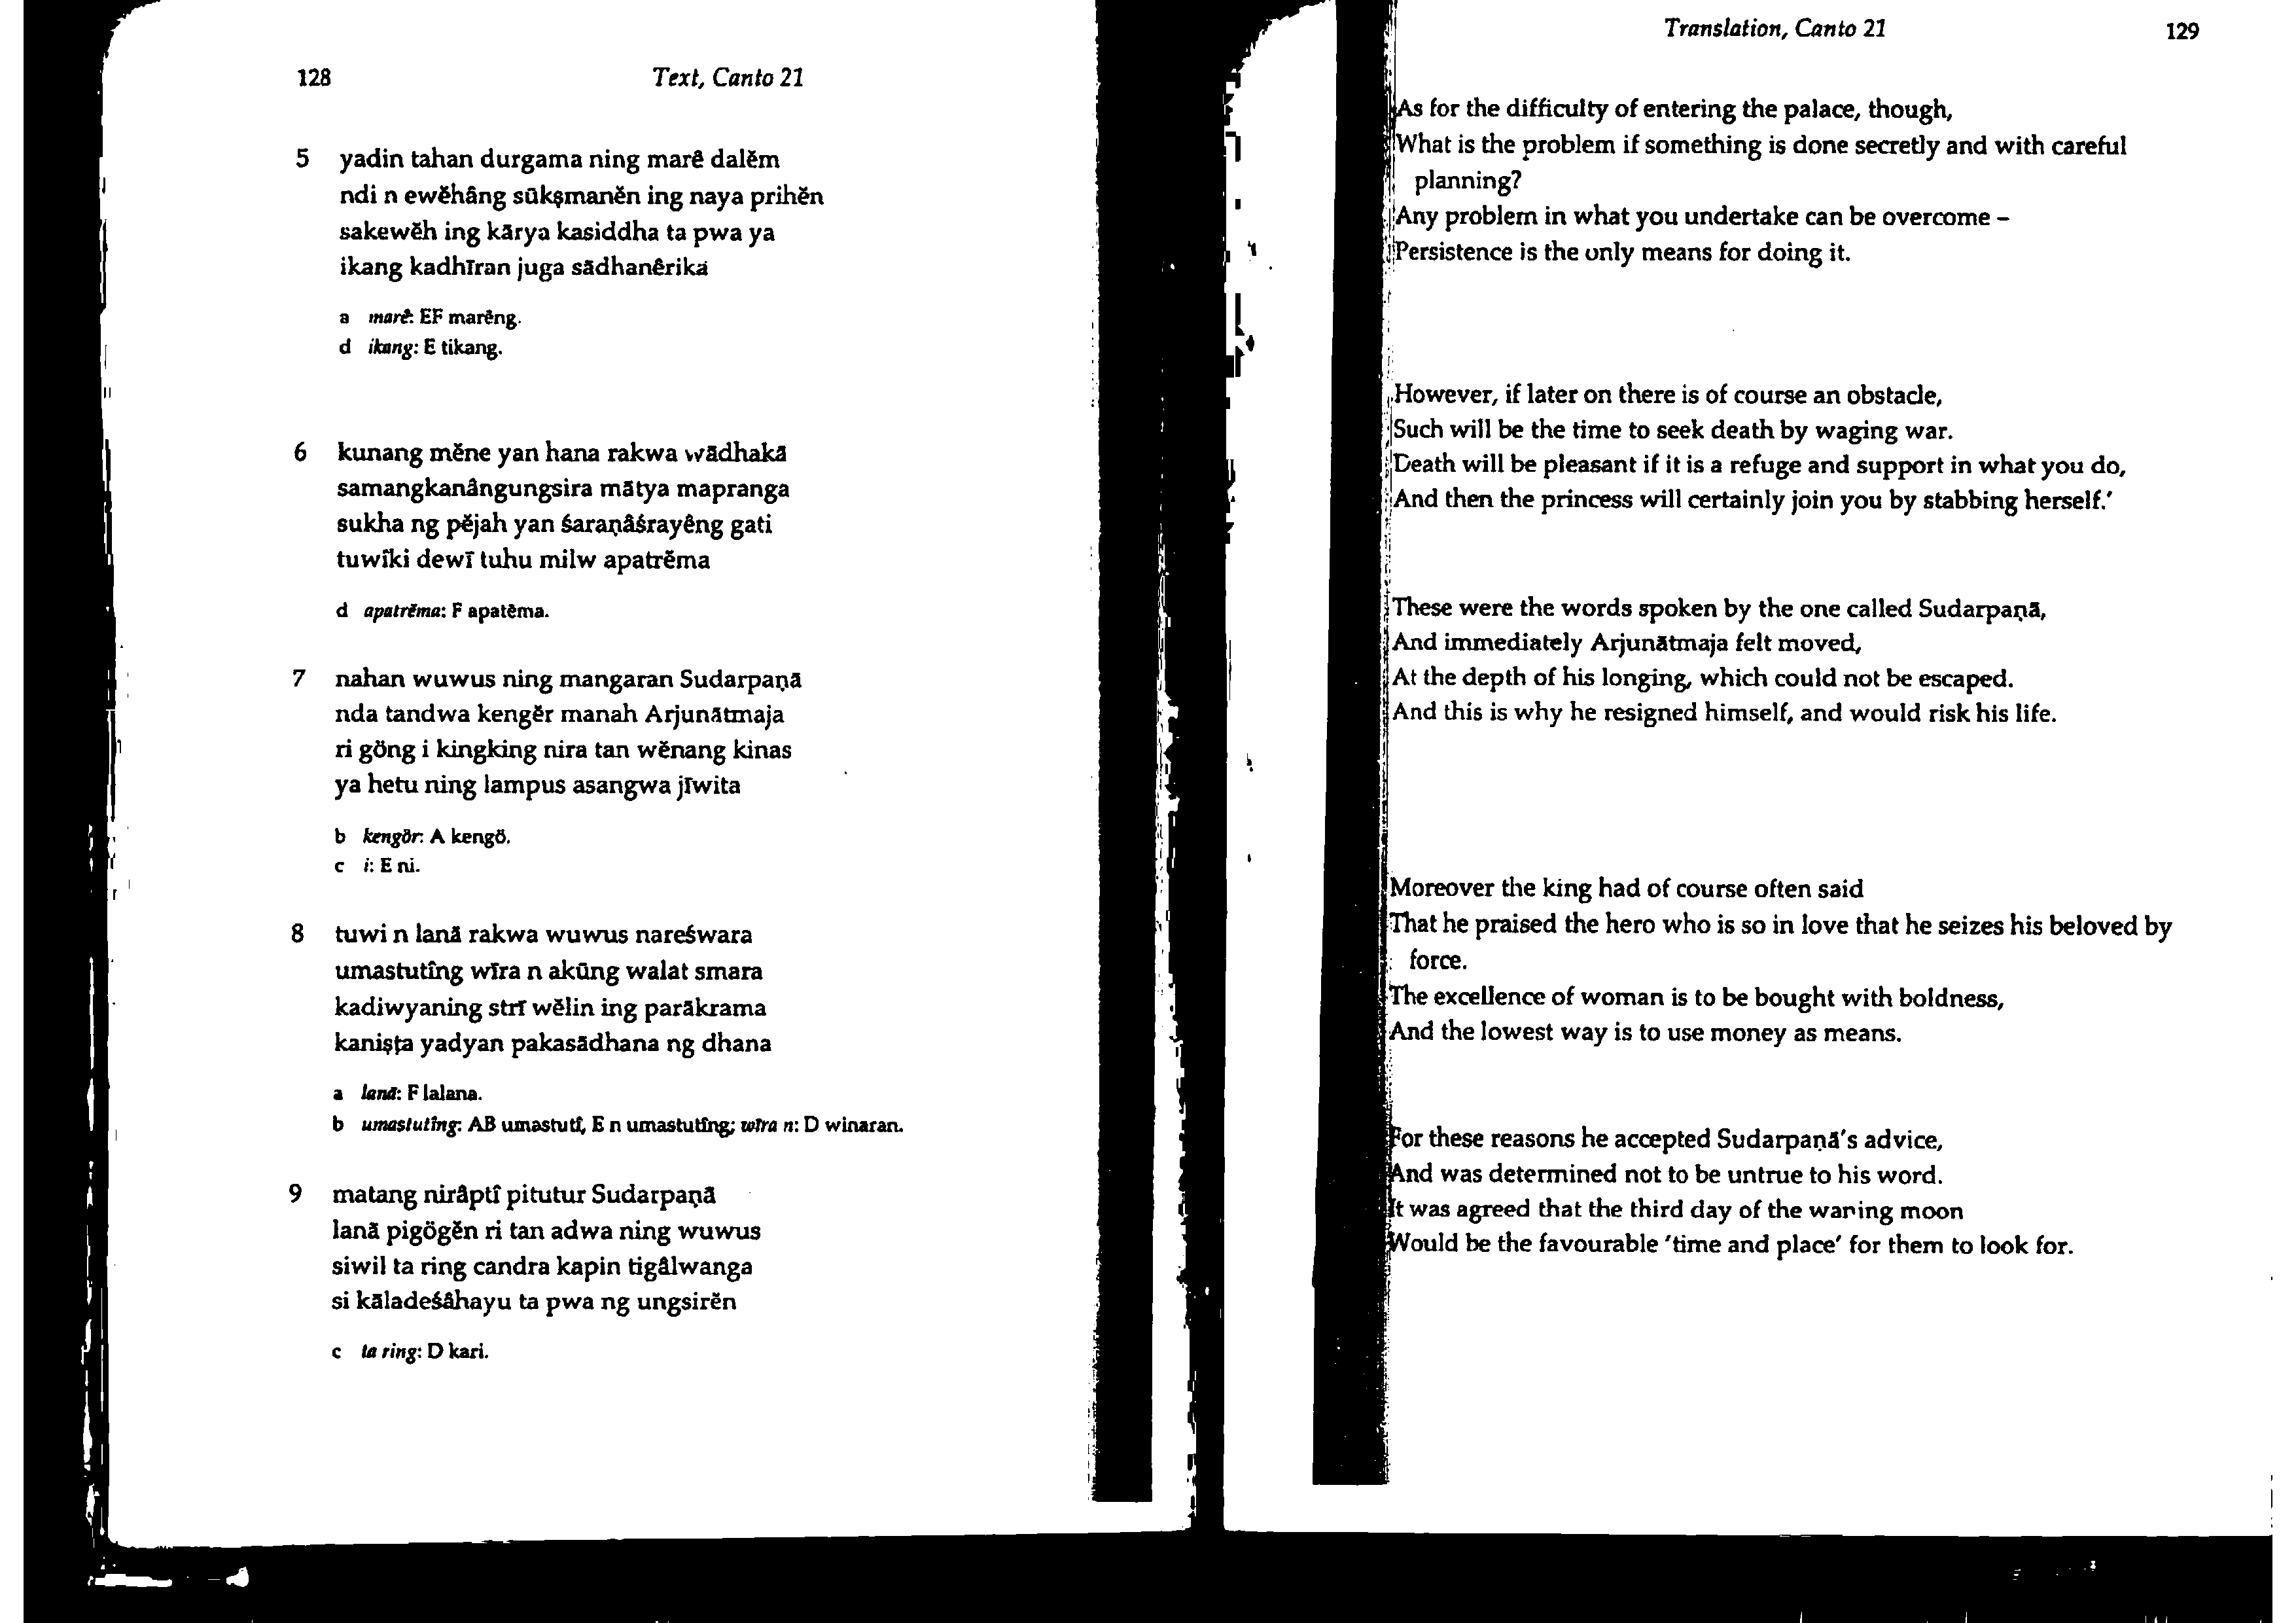 128
Text, Canto 21
5 yadin tahan durgama ning marê dalĕm
ndi n ewĕhâng sūkṣmanĕn ing naya prihĕn
sakewĕh ing kārya kasiddha ta pwa ya
ikang kadhīran juga sādhanêrika
a marê: EF marêng.
d ikang: E tikang.
6 kunang mĕne yan hana rakwa wādhakā
samangkanângungsira mātya mapranga
sukha ng pĕjah yan śaraṇâśrayêng gati
tuwîki dewī tuhu milw apatrĕma
d apatrĕma: F apatĕma.
7 nahan wuwus ning mangaran Sudarpaṇā
nda tandwa kengĕr manah Arjunātmaja
ri göng i kingking nira tan wĕnang kinas
ya hetu ning lampus asangwa jīwita
b kengör: A kengö.
c i: E ni.
8 tuwi n lanā rakwa wuwus nareśwara
umastutîng wīra n akūng walat smara
kadiwyaning strī wĕlin ing parākrama
kaniṣṭa yadyan pakasādhana ng dhana
a lanā: F lalana.
b umastutîng: AB umastutî, E n umastutîng; wīra n: D winaran.
9 matang nirâptî pitutur Sudarpaṇā
lanā pigögĕn ri tan adwa ning wuwus
siwil ta ring candra kapin tigâlwanga
si kāladeśâhayu ta pwa ng ungsirĕn
c ta ring: D kari.
Translation, Canto 21
129
As for the difficulty of entering the palace, though,
What is the problem if something is done secretly and with careful
planning?
Any problem in what you undertake can be overcome –
Persistence is the only means for doing it.
However, if later on there is of course an obstacle,
Such will be the time to seek death by waging war.
Death will be pleasant if it is a refuge and support in what you do,
And then the princess will certainly join you by stabbing herself.’
These were the words spoken by the one called Sudarpaṇā,
And immediately Arjunātmaja felt moved,
At the depth of his longing, which could not be escaped.
And this is why he resigned himself, and would risk his life.
Moreover the king had of course often said
That he praised the hero who is so in love that he seizes his beloved by
force.
The excellence of woman is to be bought with boldness,
And the lowest way is to use money as means.
For these reasons he accepted Sudarpaṇā's advice,
And was determined not to be untrue to his word.
It was agreed that the third day of the waning moon
Would be the favourable ‘time and place’ for them to look for.